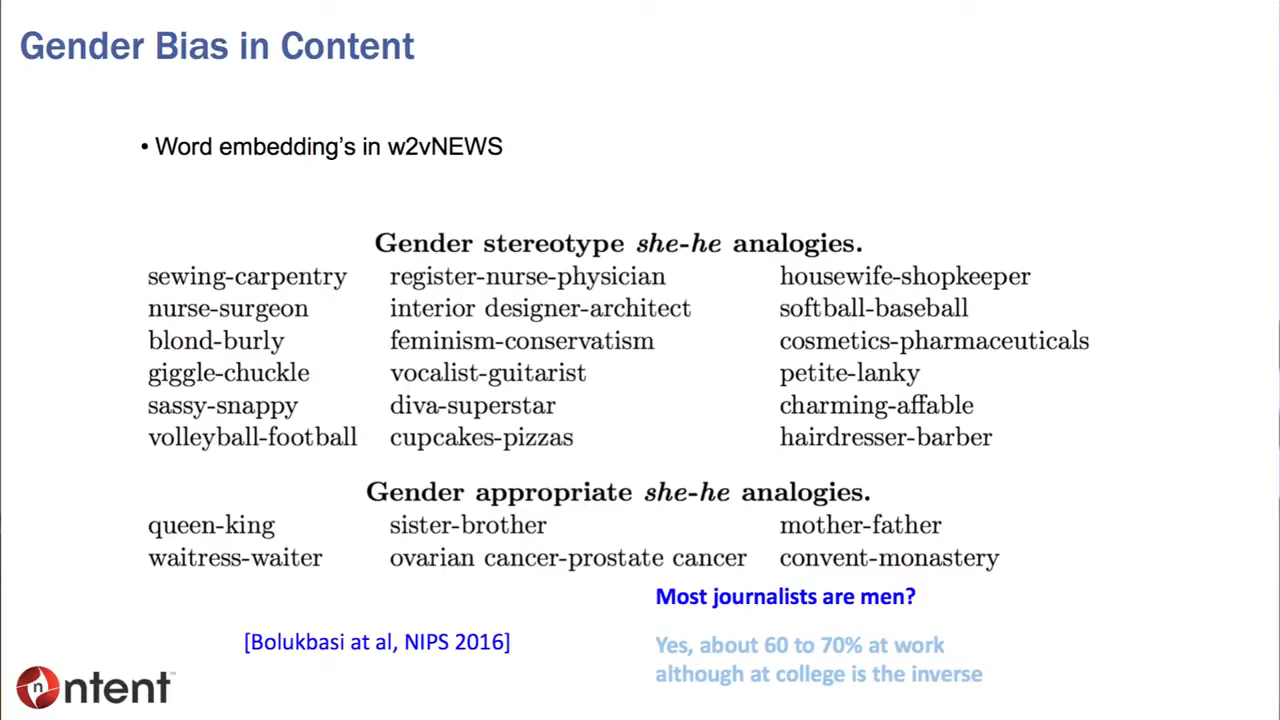 Gender Bias in Content
• Word embedding's in w2vNEWS
Gender stereotype she-he analogies.
sewing-carpentry register-nurse-physician housewife-shopkeeper
nurse-surgeon interior designer-architect softball-baseball
blond-burly feminism-conservatism cosmetics-pharmaceuticals
giggle-chuckle vocalist-guitarist petite-lanky
sassy-snappy diva-superstar charming-affable
volleyball-football cupcakes-pizzas hairdresser-barber
Gender appropriate she-he analogies.
queen-king sister-brother mother-father
waitress-waiter ovarian cancer-prostate cancer convent-monastery
Most journalists are men?
[Bolukbasi at al, NIPS 2016]
Yes, about 60 to 70% at work
although at college is the inverse
ntent